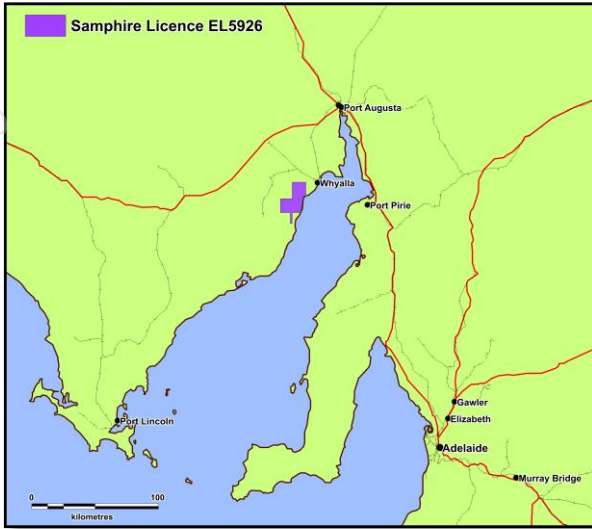 Samphire Licence EL5926
Port Augusta
Whyalla
Port Pirie
Gawler
Elizabeth
Port Lincoln
Adelaide
Murray Bridge
0 100
kilometres